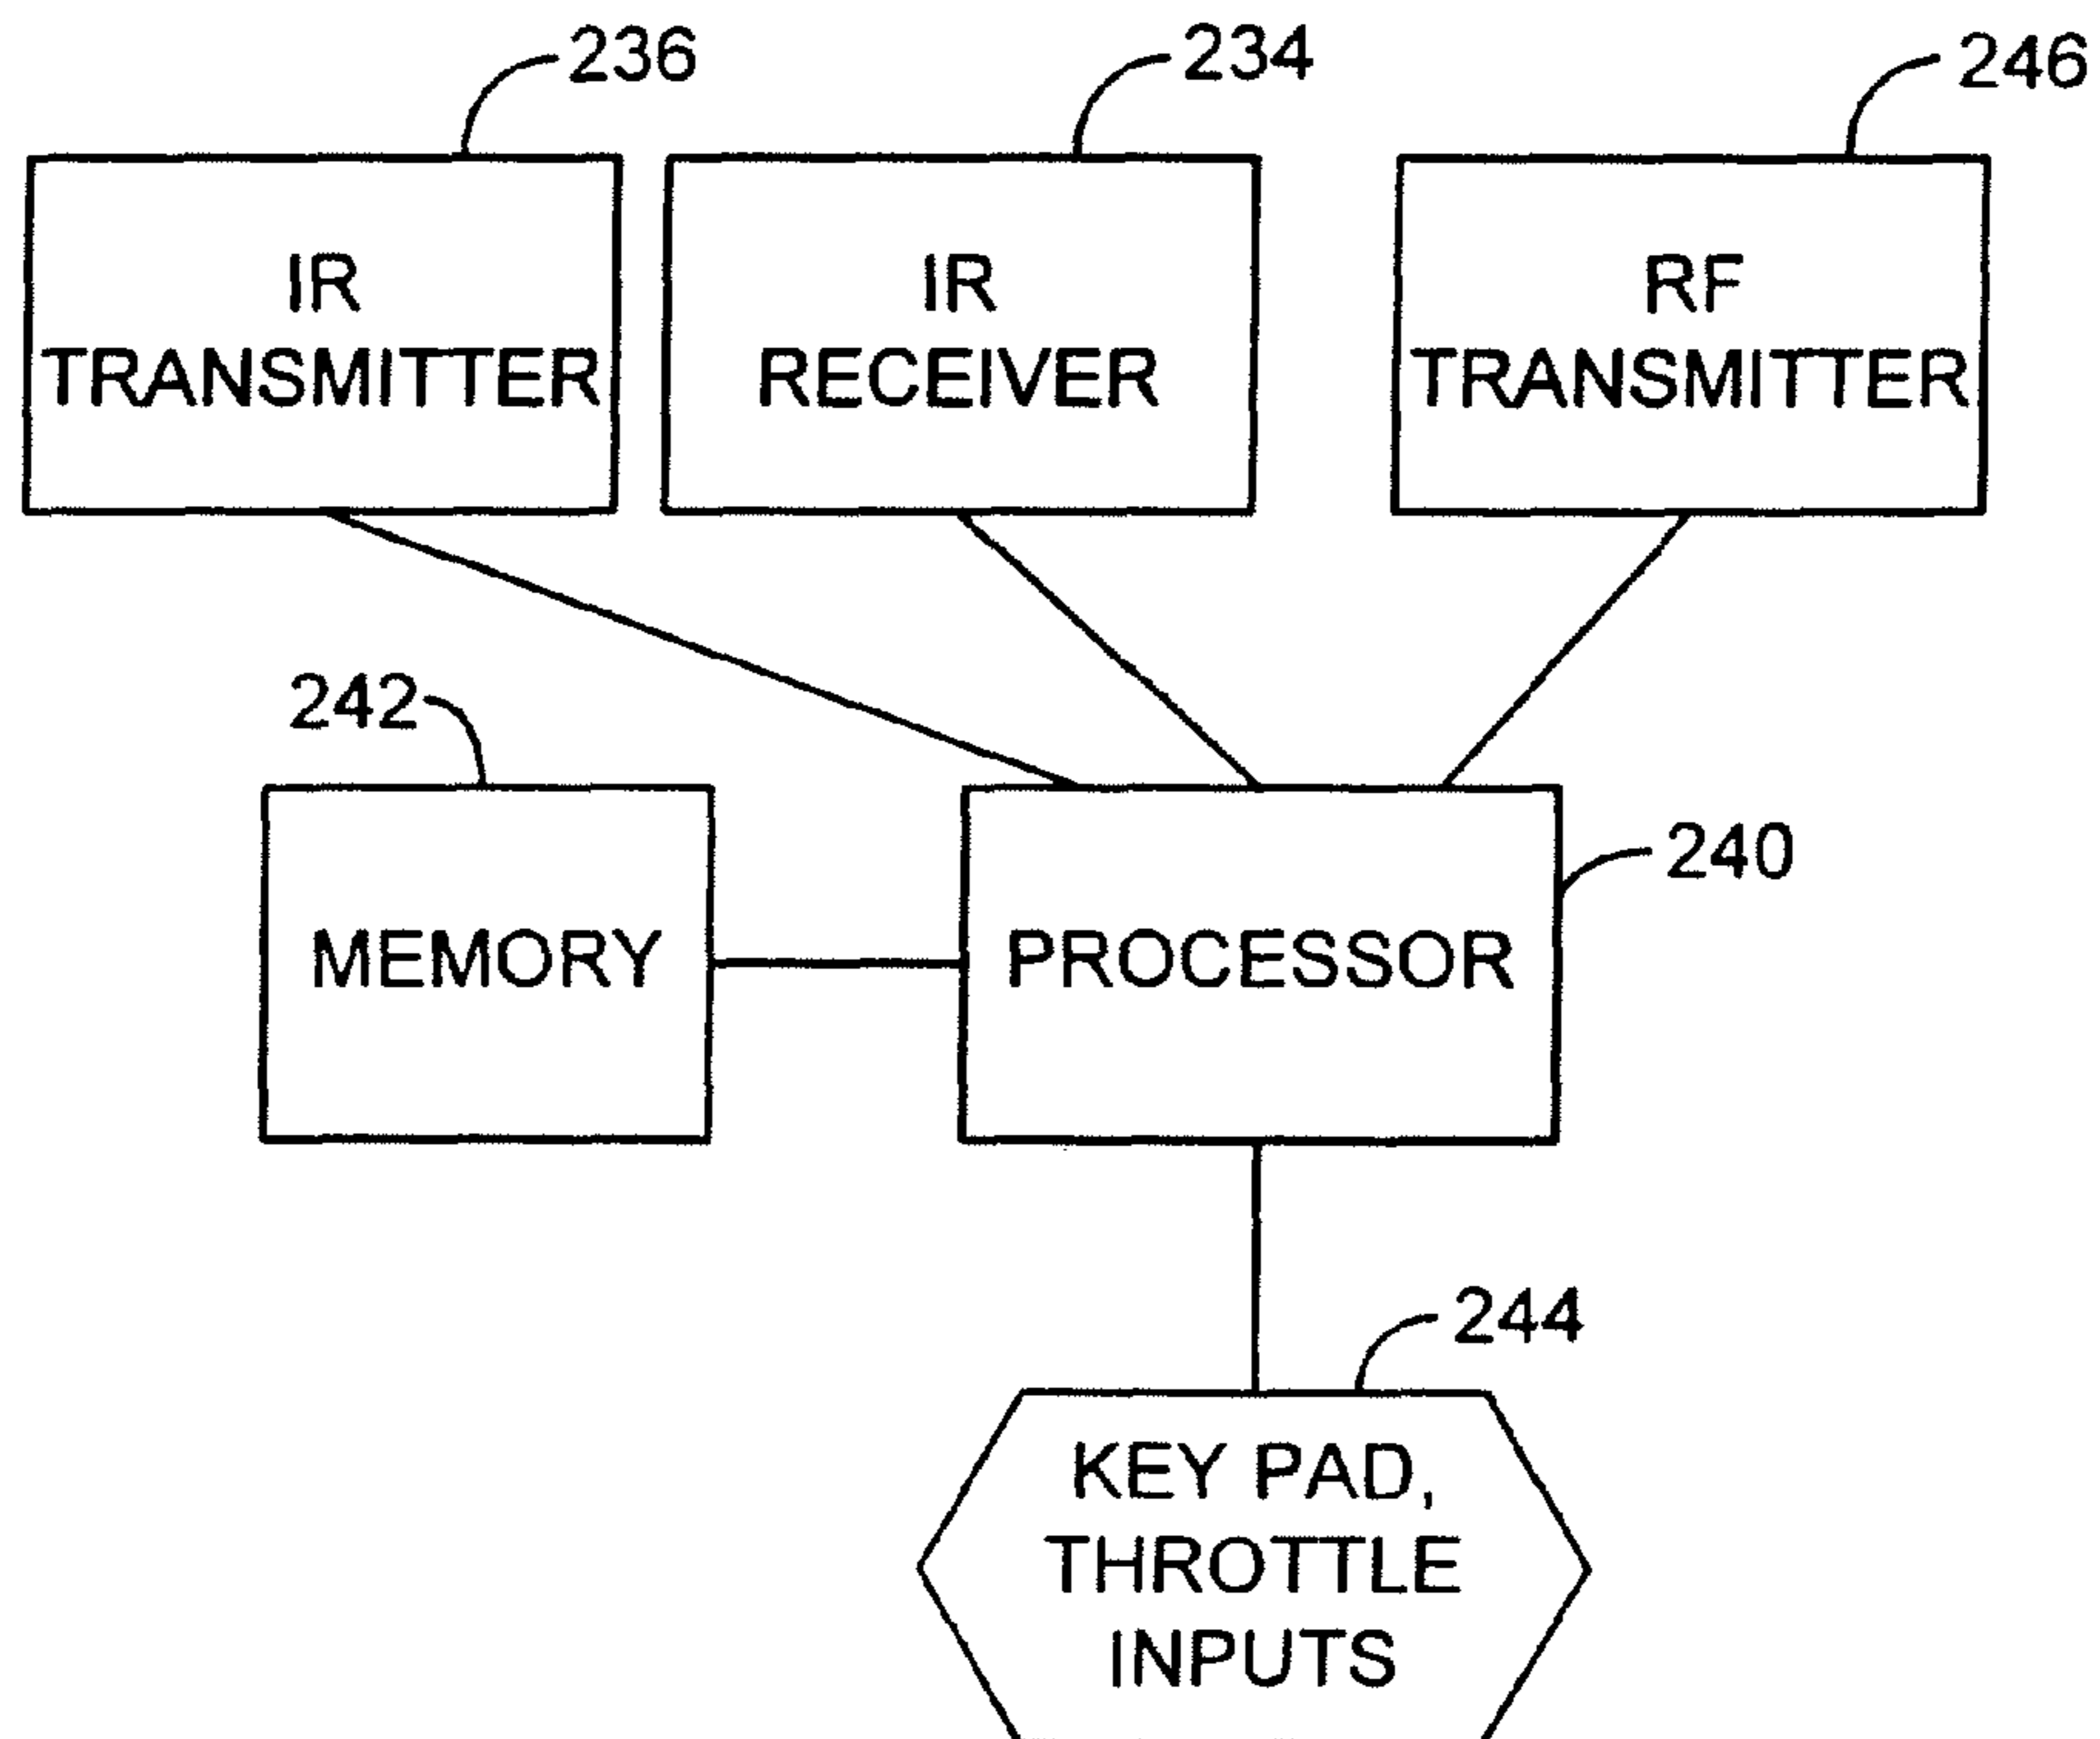 236
234
246
IR
TRANSMITTER
IR
RECEIVER
RF
TRANSMITTER
242
240
MEMORY
PROCESSOR
244
KEY PAD,
THROTTLE
INPUTS